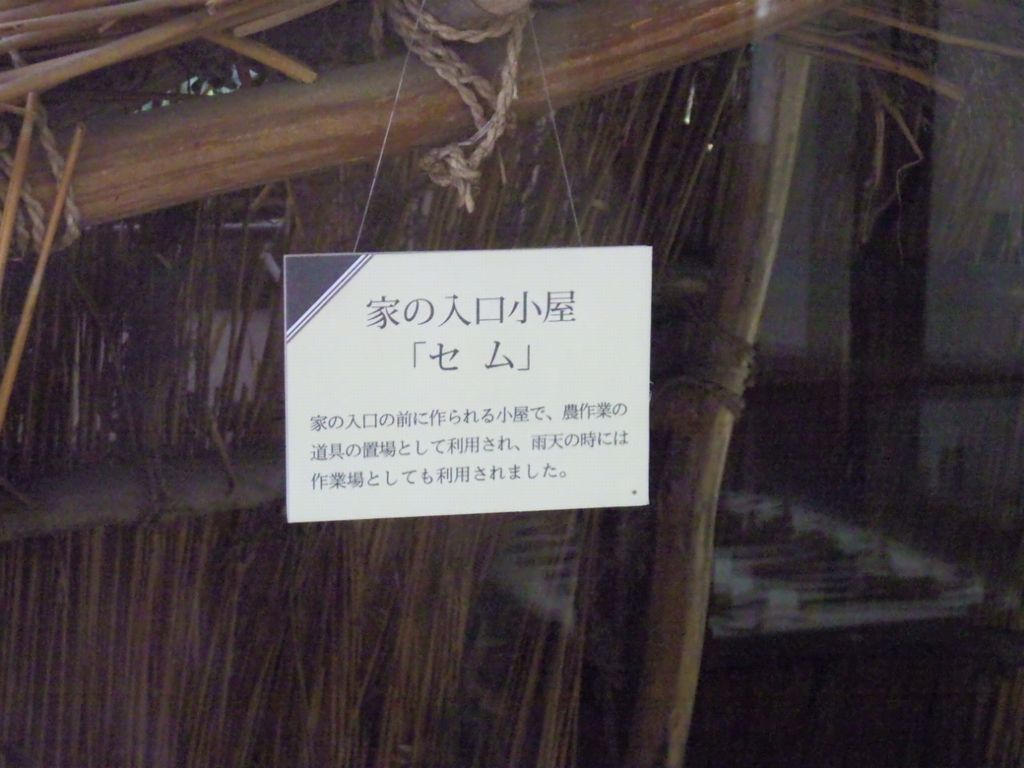 家の入口小屋
「セ ム」
家の入口の前に作られる小屋で、農作業の
道具の置場として利用され、雨天の時には
作業場としても利用されました。